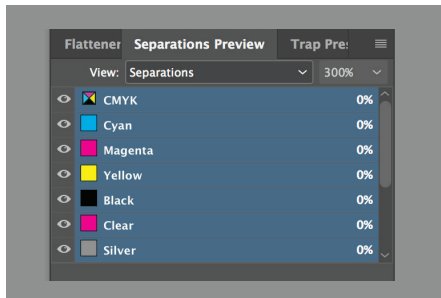 Flattener Separations Preview Trap Pre:
View: Separations 300%
CMYK 0%
Cyan 0%
Magenta 0%
Yellow 0%
Black 0%
Clear 0%
Silver 0%